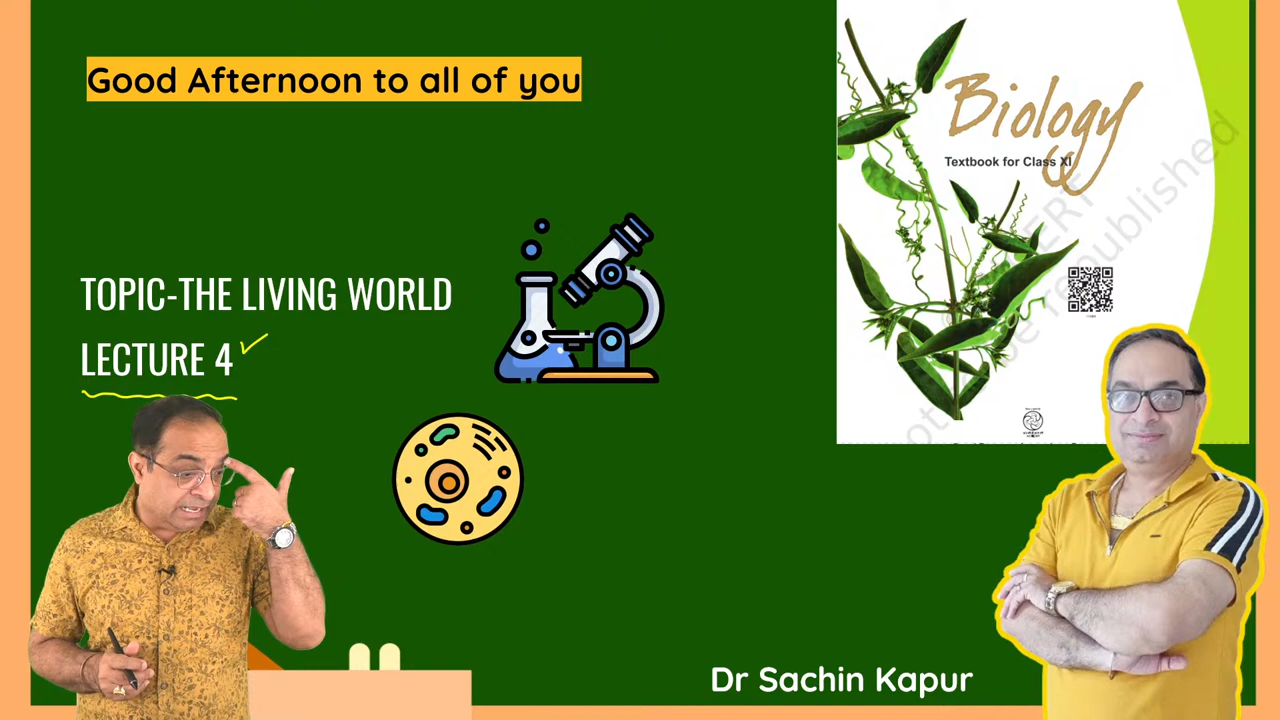 Good Afternoon to all of you
Biology
Textbook for Class XI
TOPIC-THE LIVING WORLD
LECTURE 4
Dr Sachin Kapur